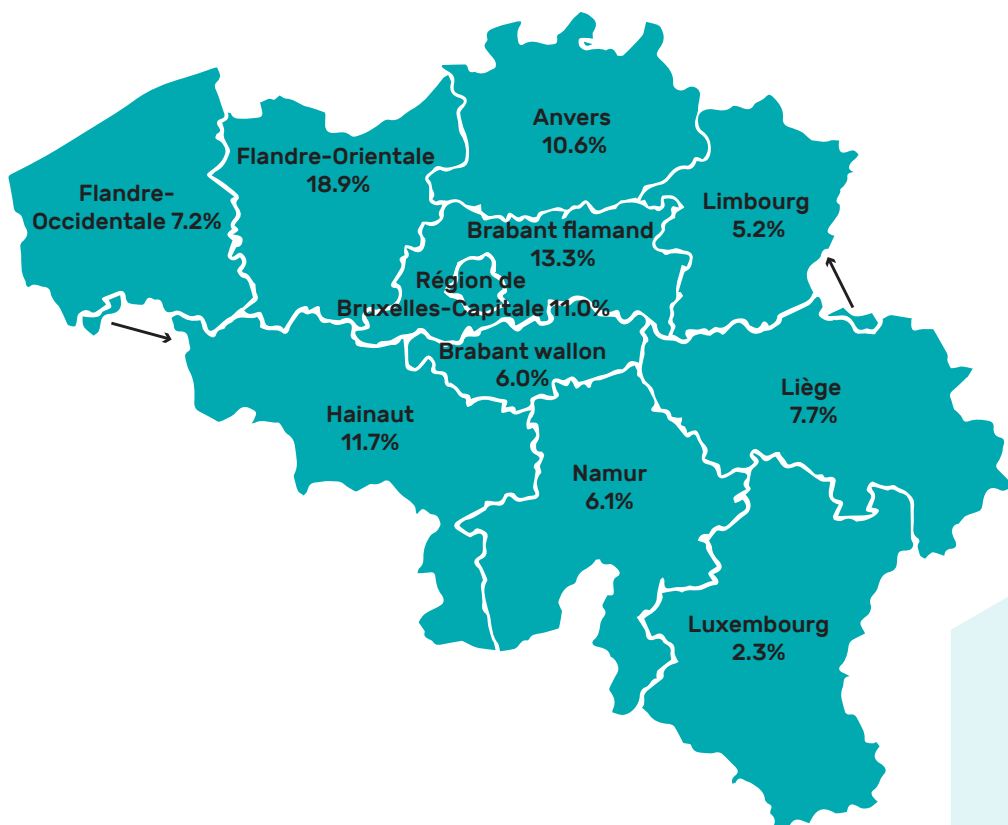 Anvers
10.6%
Flandre-Orientale
18.9%
Flandre-
Occidentale 7.2%
Limbourg
5.2%
Brabant flamand
13.3%
Région de
Bruxelles-Capitale 11.0%
Brabant wallon
6.0%
Liège
7.7%
Hainaut
11.7%
Namur
6.1%
Luxembourg
2.3%